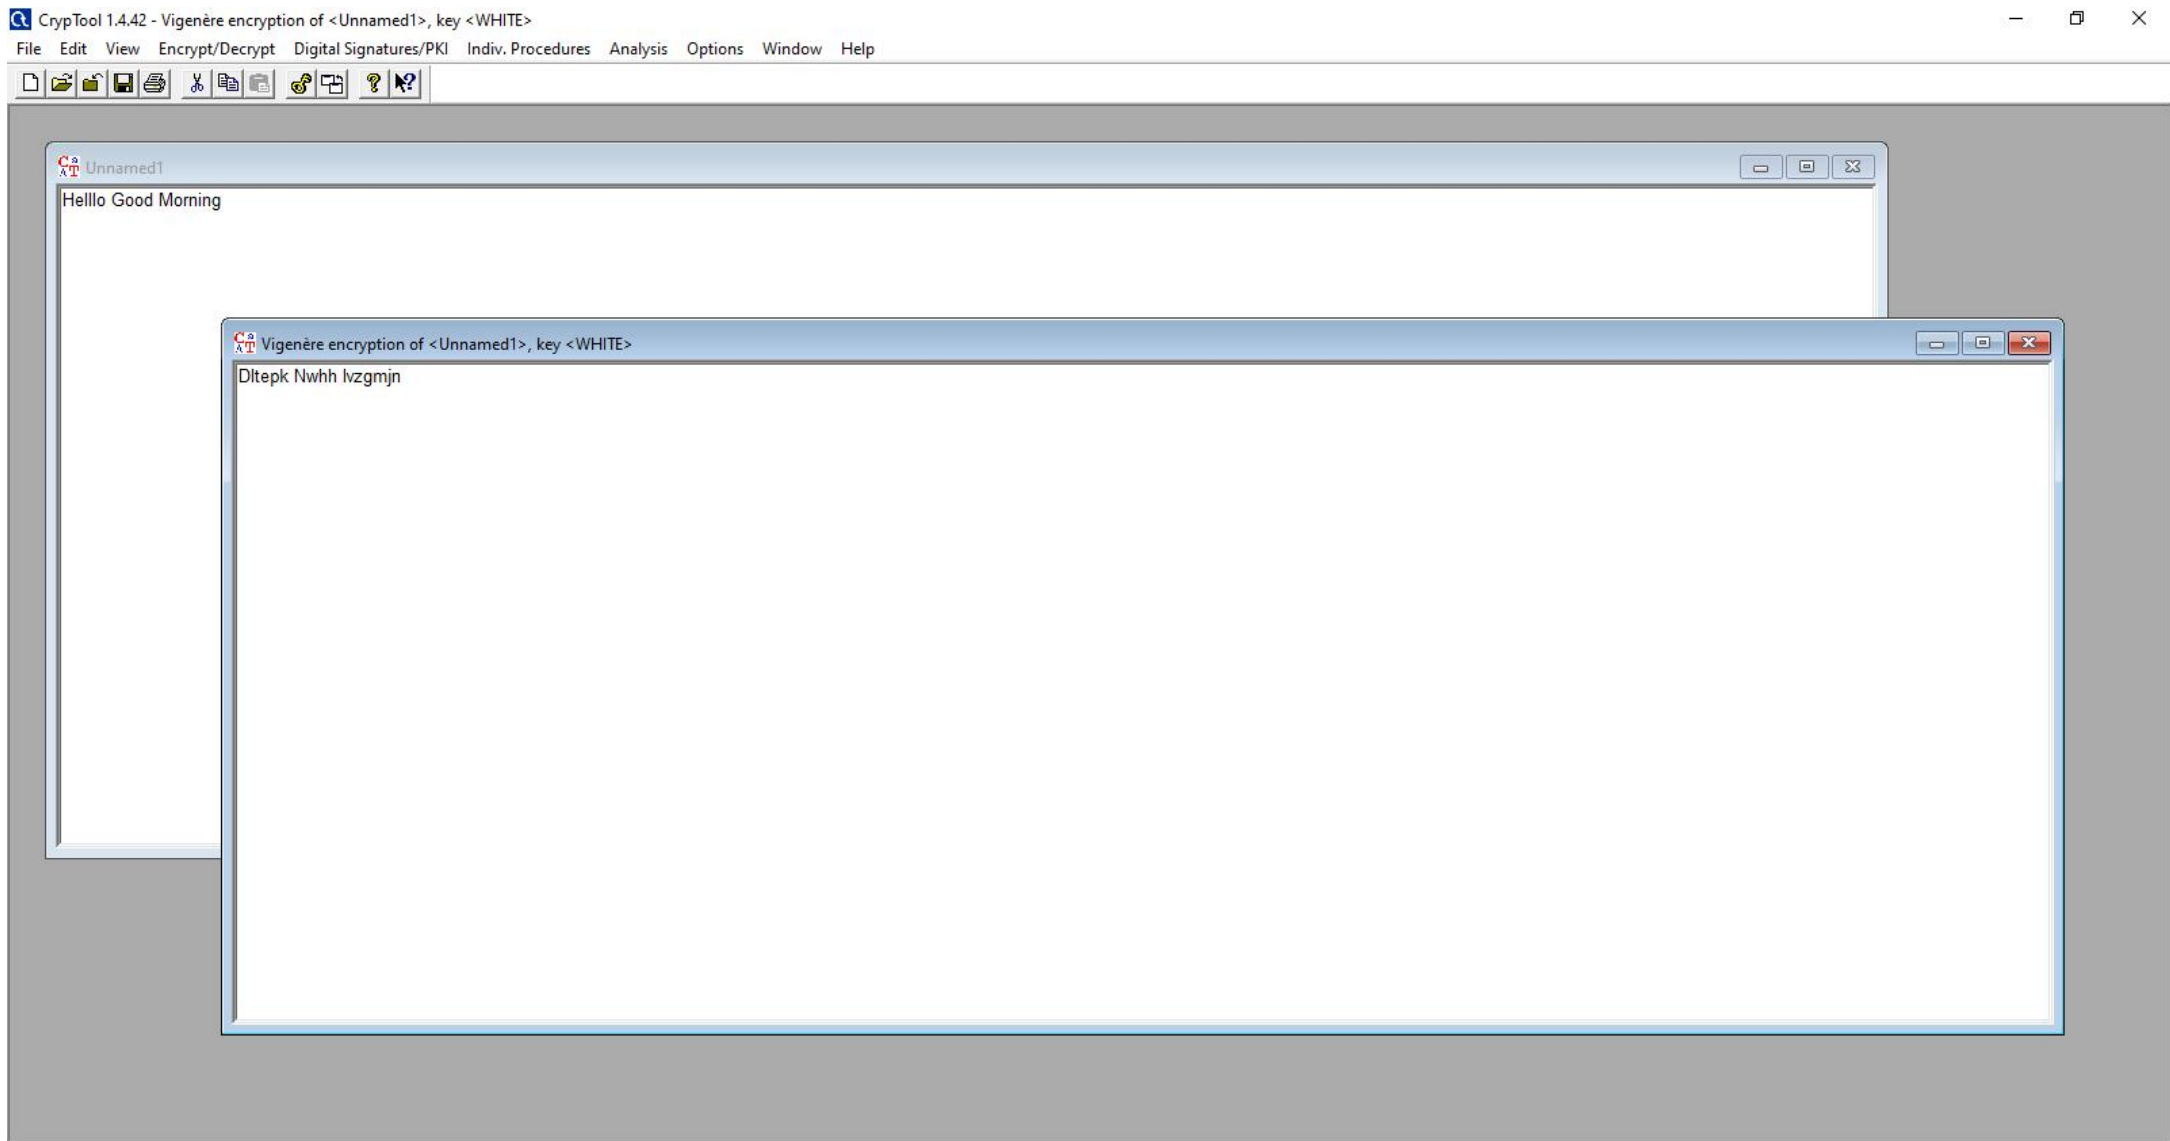 CrypTool 1.4.42 - Vigenère encryption of <Unnamed1>, key <WHITE>
File Edit View Encrypt/Decrypt Digital Signatures/PKI Indiv. Procedures Analysis Options Window Help
Unnamed1
Helllo Good Morning
Vigenère encryption of <Unnamed1>, key <WHITE>
Dltepk Nwhh Ivzgmjn